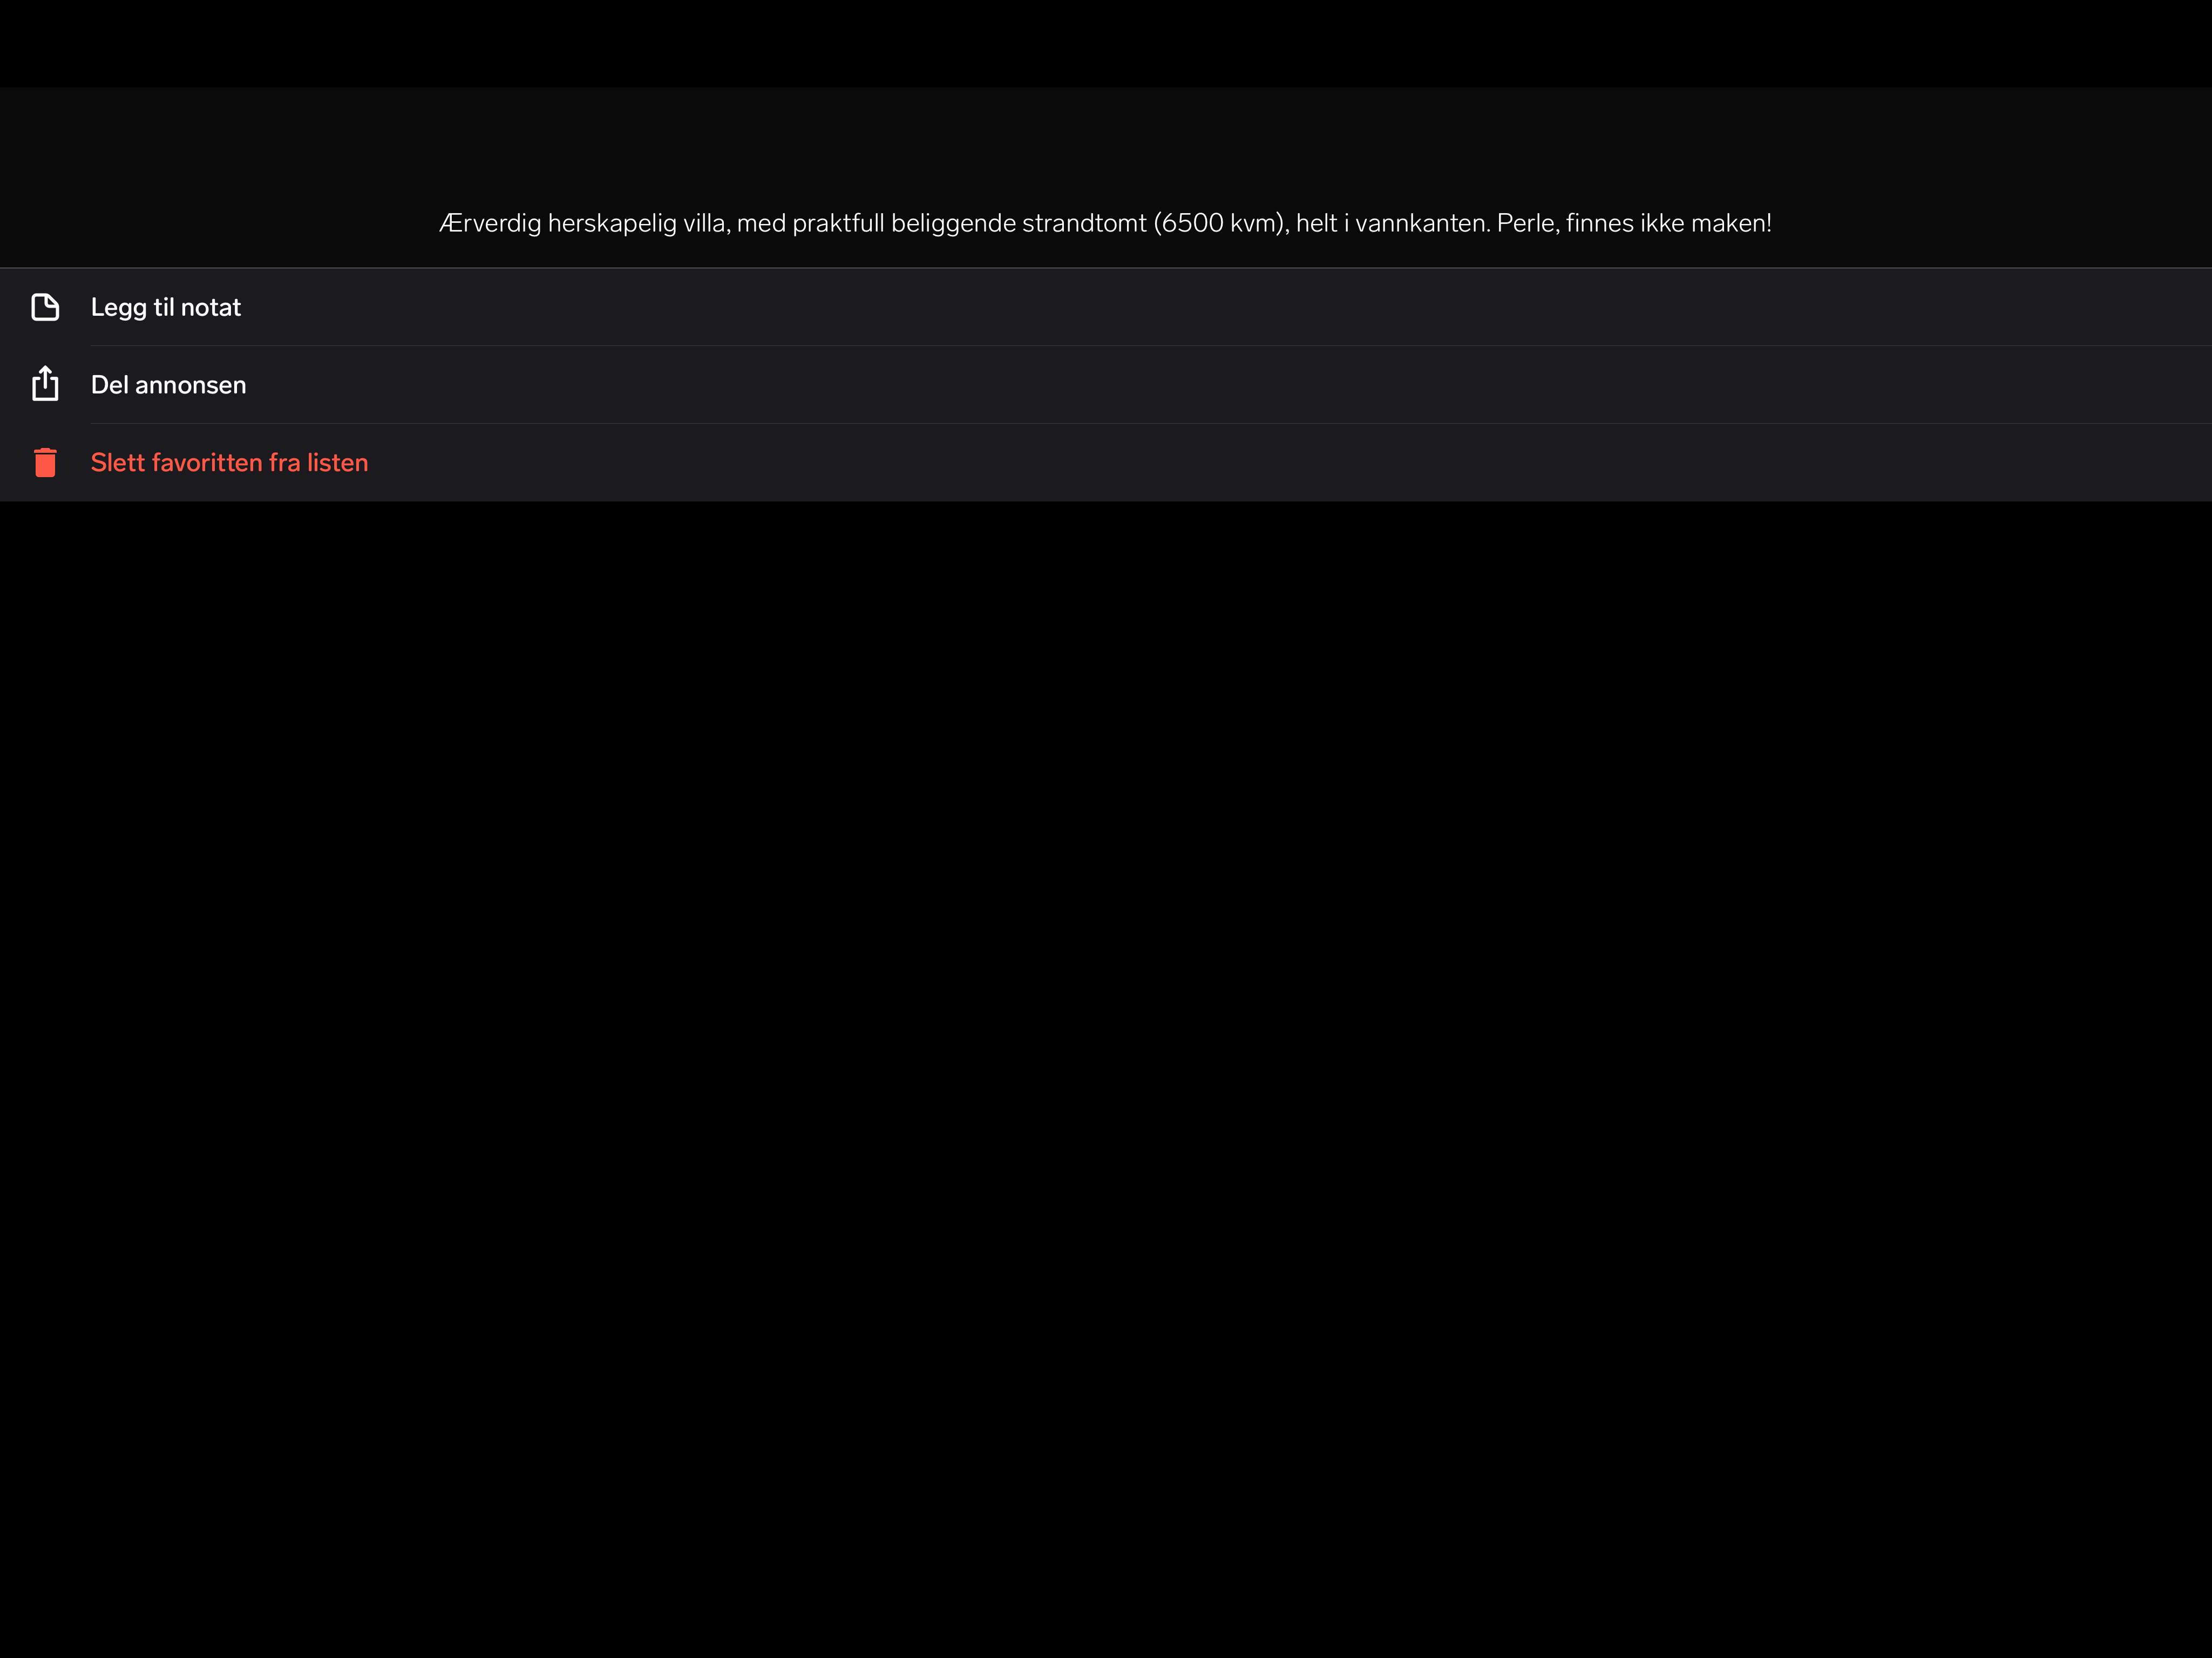 Ærverdig herskapelig villa, med praktfull beliggende strandtomt (6500 kvm), helt i vannkanten. Perle, finnes ikke maken!
Legg til notat
Del annonsen
Slett favoritten fra listen